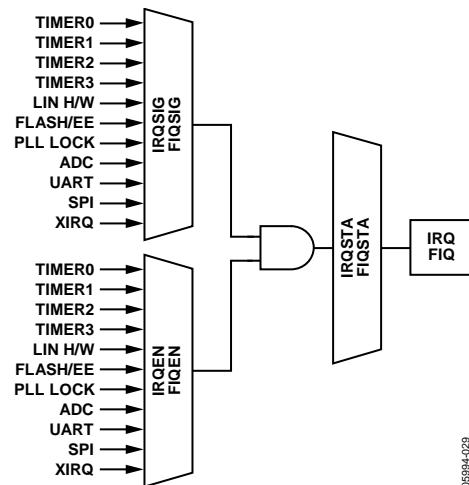 TIMER0
TIMER1
TIMER2
TIMER3
LIN H/W
FLASH/EE
PLL LOCK
ADC
UART
SPI
XIRQ
IRQSIG
FIQSIG
TIMER0
TIMER1
TIMER2
TIMER3
LIN H/W
FLASH/EE
PLL LOCK
ADC
UART
SPI
XIRQ
IRQEN
FIQEN
IRQSTA
FIQSTA
IRQ
FIQ
05994-029